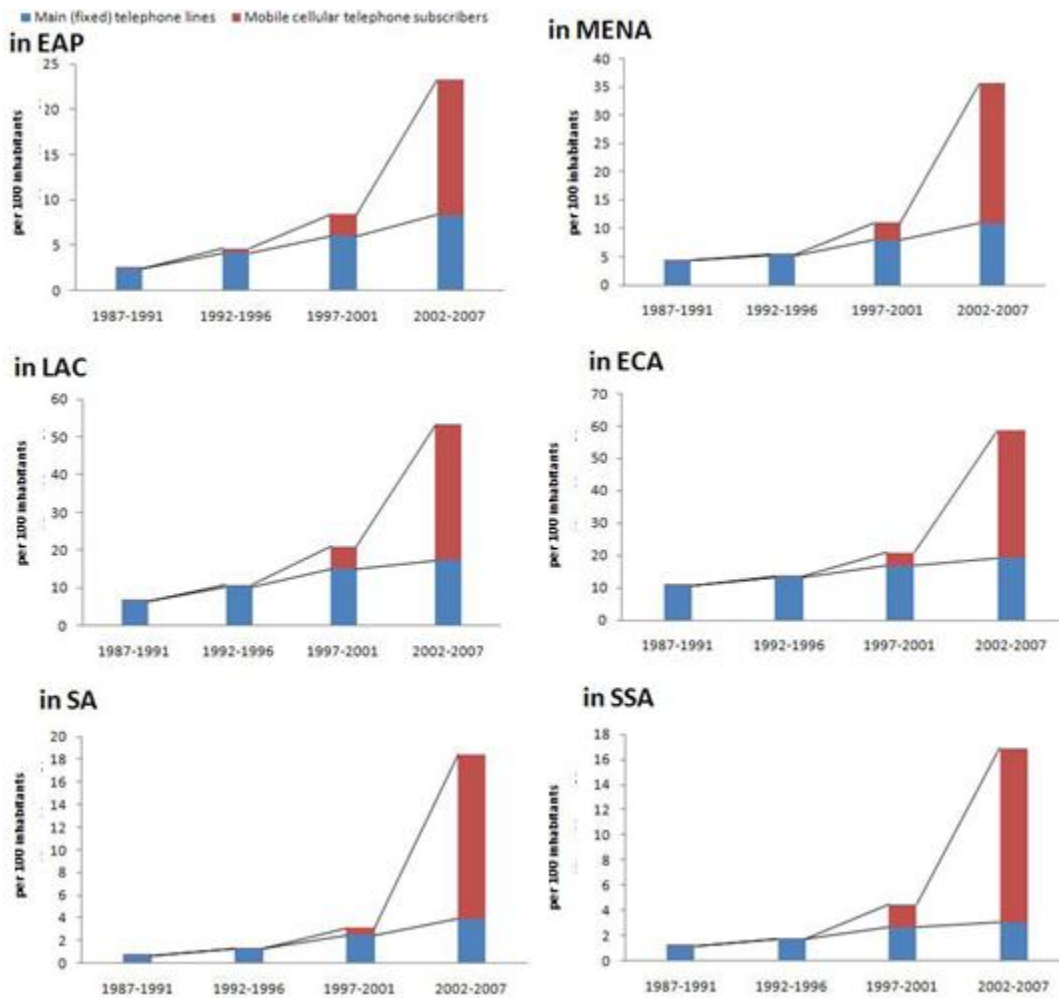 Main (fixed) telephone lines Mobile cellular telephone subscribers
in EAP
per 100 inhabitants
25
20
15
10
5
0
1987-1991 1992-1996 1997-2001 2002-2007
in MENA
per 100 inhabitants
40
35
30
25
20
15
10
5
0
1987-1991 1992-1996 1997-2001 2002-2007
in LAC
per 100 inhabitants
60
50
40
30
20
10
0
1987-1991 1992-1996 1997-2001 2002-2007
in ECA
per 100 inhabitants
70
60
50
40
30
20
10
0
1987-1991 1992-1996 1997-2001 2002-2007
in SA
per 100 inhabitants
20
18
16
14
12
10
8
6
4
2
0
1987-1991 1992-1996 1997-2001 2002-2007
in SSA
per 100 inhabitants
18
16
14
12
10
8
6
4
2
0
1987-1991 1992-1996 1997-2001 2002-2007